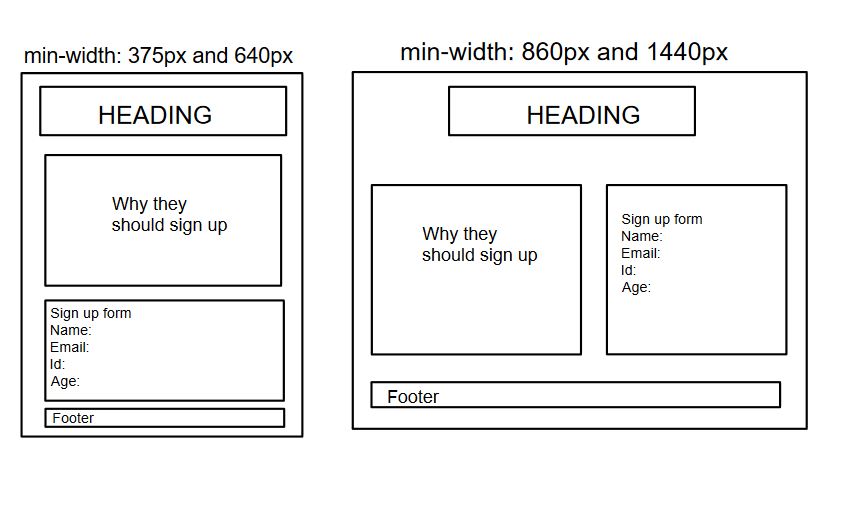 min-width: 375px and 640px
HEADING
Why they
should sign up
Sign up form
Name:
Email:
Id:
Age:
Footer
min-width: 860px and 1440px
HEADING
Why they
should sign up
Sign up form
Name:
Email:
Id:
Age:
Footer